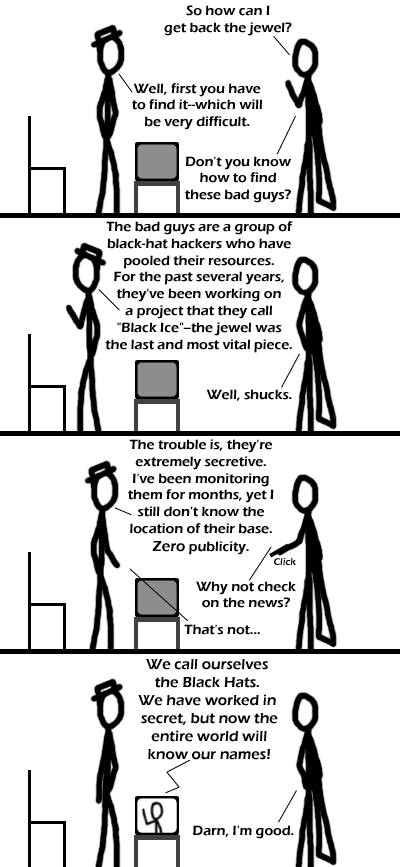 So how can I
get back the jewel?
Well, first you have
to find it--which will
be very difficult.
Don't you know
how to find
these bad guys?
The bad guys are a group of
black-hat hackers who have
pooled their resources.
For the past several years,
they've been working on
a project that they call
"Black Ice"--the jewel was
the last and most vital piece.
Well, shucks.
The trouble is, they're
extremely secretive.
I've been monitoring
them for months, yet I
still don't know the
location of their base.
Zero publicity.
Click
Why not check
on the news?
That's not...
We call ourselves
the Black Hats.
We have worked in
secret, but now the
entire world will
know our names!
Darn, I'm good.